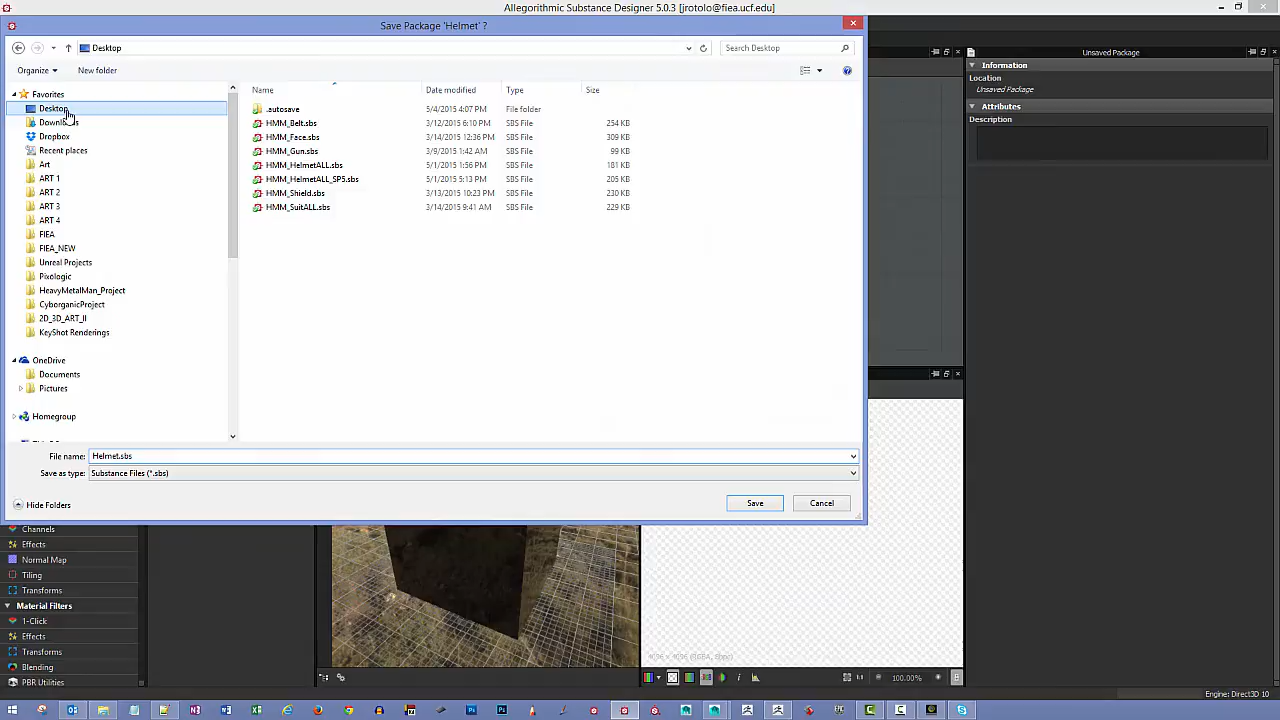 Allegorithmic Substance Designer 5.0.3 [jrotolo@fiea.ucf.edu]
Save Package 'Helmet' ?
Desktop
Search Desktop
Organize
New folder
Favorites
Desktop
Downloads
Dropbox
Recent places
Art
ART 1
ART 2
ART 3
ART 4
FIEA
FIEA_NEW
Unreal Projects
Pixologic
HeavyMetalMan_Project
CyborganicProject
2D_3D_ART_II
KeyShot Renderings
OneDrive
Documents
Pictures
Homegroup
Name Date modified Type Size
.autosave 5/4/2015 4:07 PM File folder
HMM_Belt.sbs 3/12/2015 6:10 PM SBS File 254 KB
HMM_Face.sbs 3/14/2015 12:36 PM SBS File 309 KB
HMM_Gun.sbs 3/9/2015 1:42 AM SBS File 99 KB
HMM_HelmetALL.sbs 5/1/2015 1:56 PM SBS File 181 KB
HMM_HelmetALL_SP5.sbs 5/1/2015 5:13 PM SBS File 205 KB
HMM_Shield.sbs 3/13/2015 10:23 PM SBS File 230 KB
HMM_SuitALL.sbs 3/14/2015 9:41 AM SBS File 229 KB
File name: Helmet.sbs
Save as type: Substance Files (*.sbs)
Hide Folders
Save
Cancel
Unsaved Package
Information
Location
Unsaved Package
Attributes
Description
Channels
Effects
Normal Map
Tiling
Transforms
Material Filters
1-Click
Effects
Transforms
Blending
PBR Utilities
4096 x 4096 (RGBA, 8bpc)
1:1
100.00%
Engine: Direct3D 10